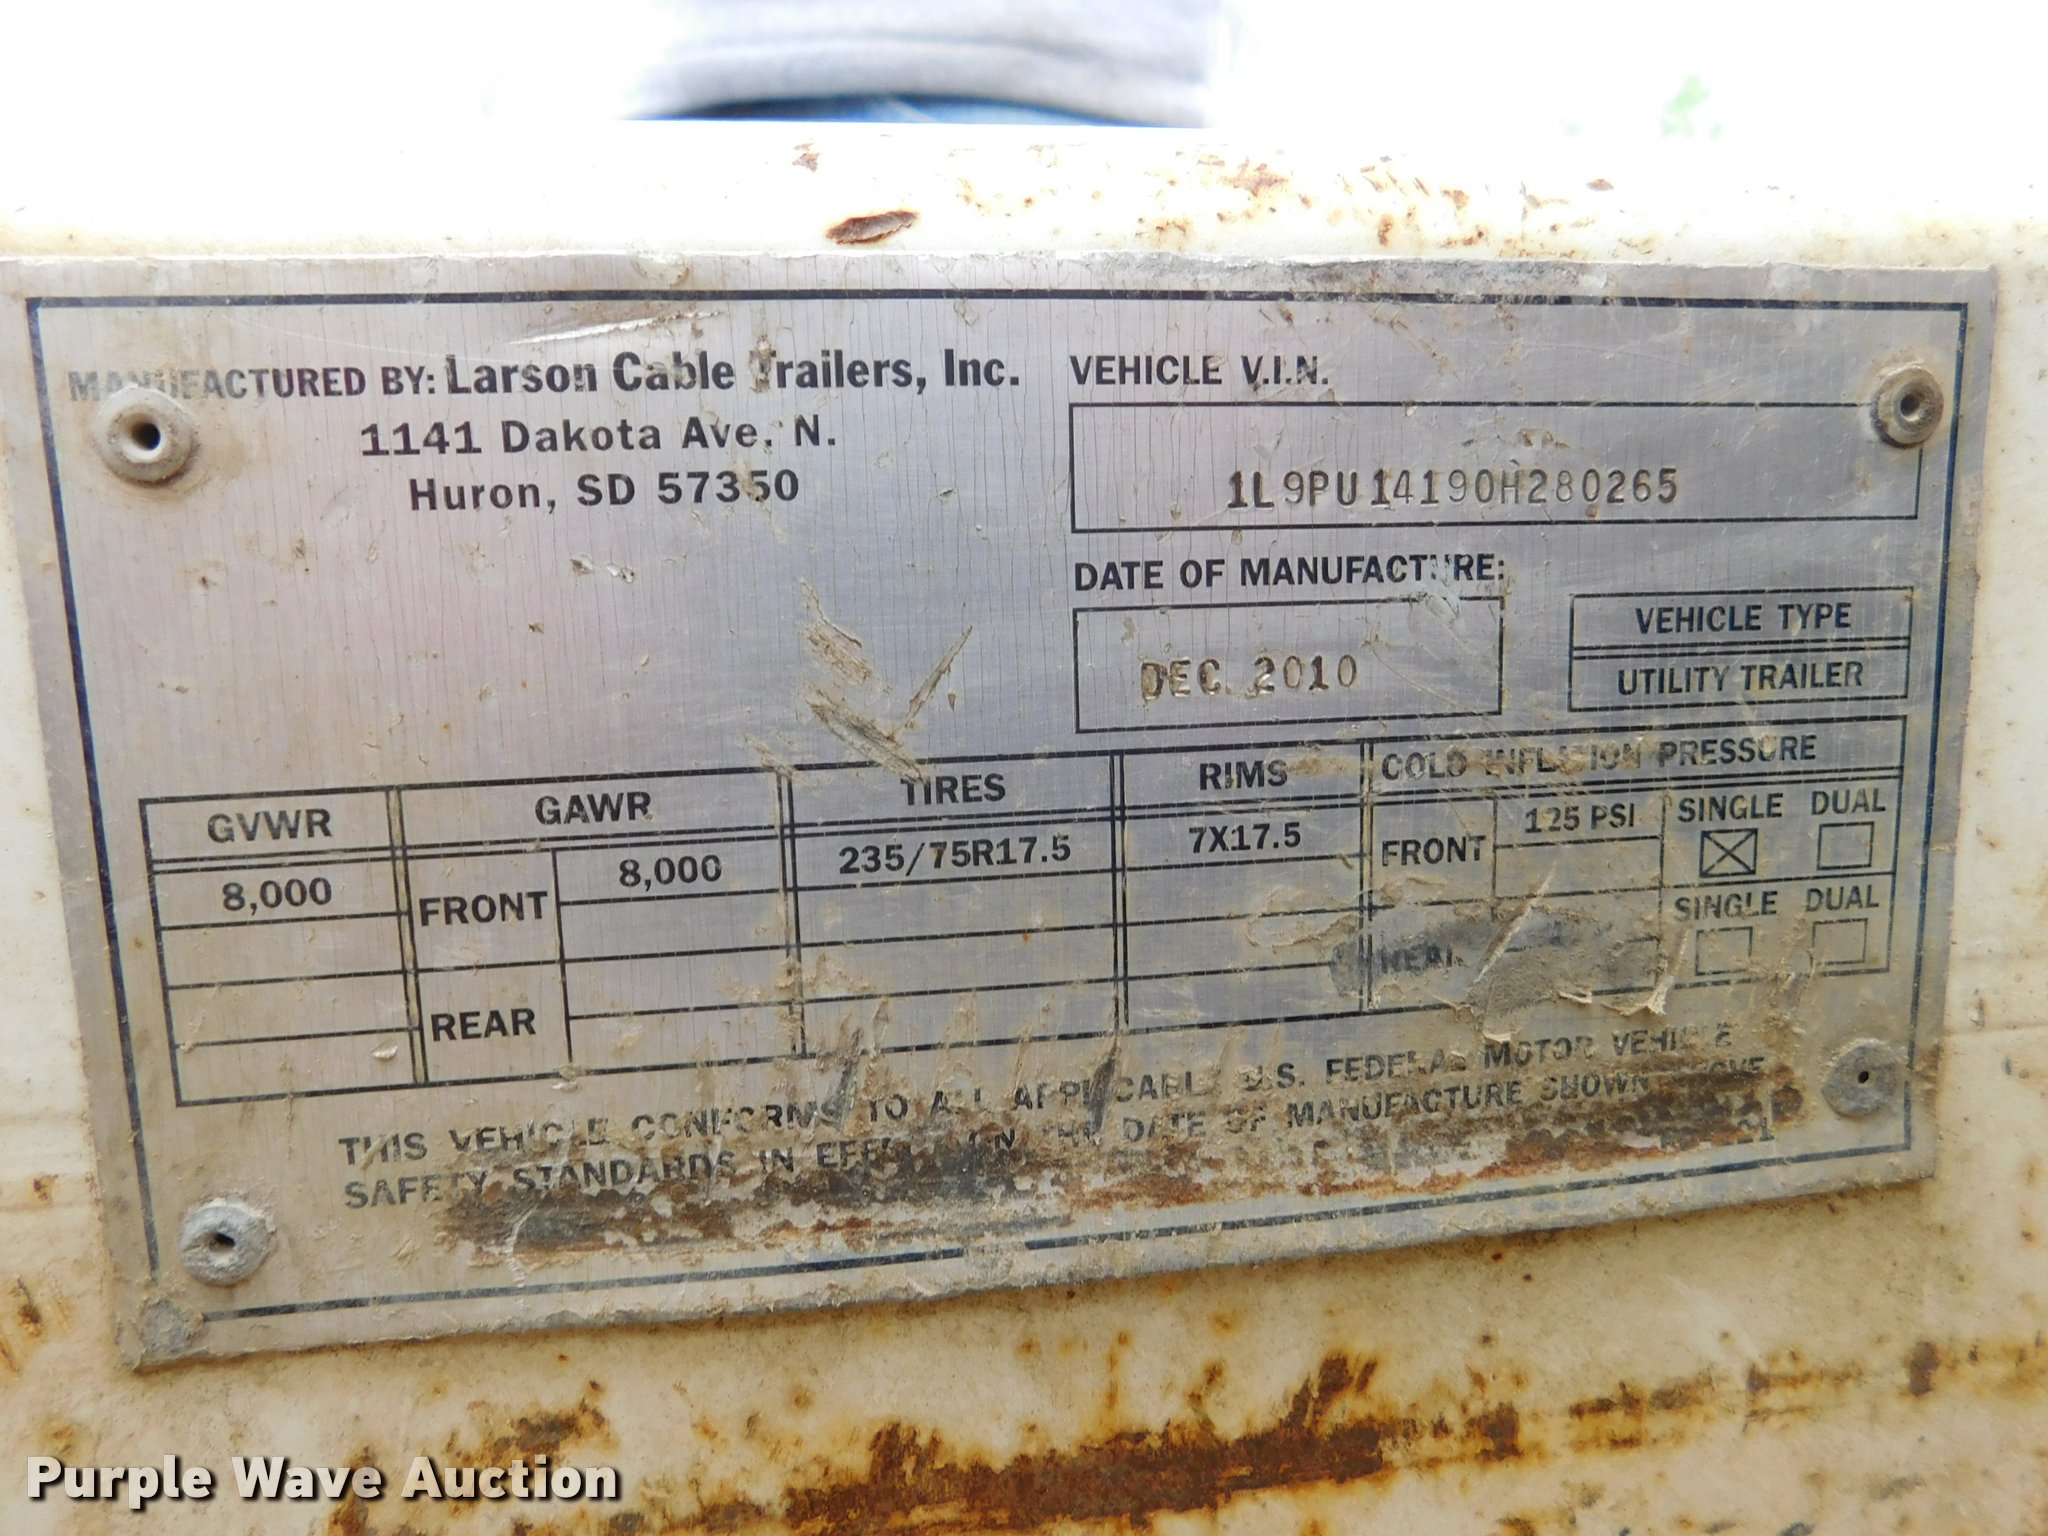 MANUFACTURED BY: Larson Cable Trailers, Inc.
1141 Dakota Ave. N.
Huron, SD 57350
VEHICLE V.I.N.
1L9PU14190H280265
DATE OF MANUFACTURE:
DEC. 2010
VEHICLE TYPE
UTILITY TRAILER
GVWR GAWR TIRES RIMS COLD INFLATION PRESSURE
8,000 FRONT 8,000 235/75R17.5 7X17.5 FRONT 125 PSI SINGLE DUAL
REAR REAR SINGLE DUAL
THIS VEHICLE CONFORMS TO ALL APPLICABLE U.S. FEDERAL MOTOR VEHICLE
SAFETY STANDARDS IN EFFECT ON THE DATE OF MANUFACTURE SHOWN ABOVE
Purple Wave Auction